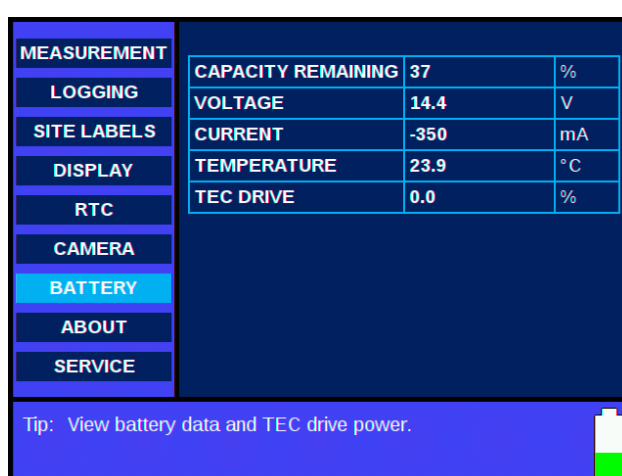 MEASUREMENT
LOGGING
SITE LABELS
DISPLAY
RTC
CAMERA
BATTERY
ABOUT
SERVICE
CAPACITY REMAINING 37 %
VOLTAGE 14.4 V
CURRENT -350 mA
TEMPERATURE 23.9 °C
TEC DRIVE 0.0 %
Tip: View battery data and TEC drive power.